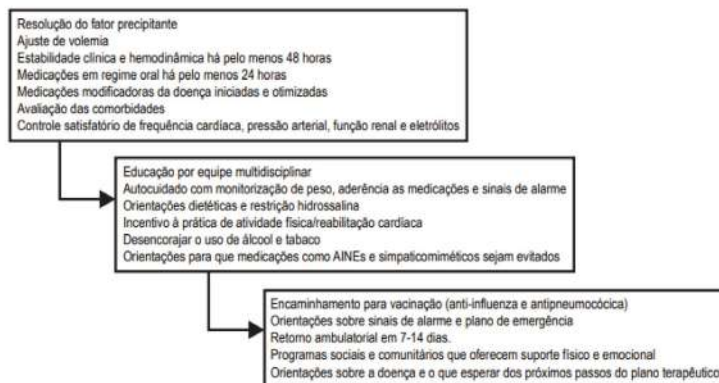 Resolução do fator precipitante
Ajuste de volemia
Estabilidade clínica e hemodinâmica há pelo menos 48 horas
Medicações em regime oral há pelo menos 24 horas
Medicações modificadoras da doença iniciadas e otimizadas
Avaliação das comorbidades
Controle satisfatório de frequência cardíaca, pressão arterial, função renal e eletrólitos
Educação por equipe multidisciplinar
Autocuidado com monitorização de peso, aderência as medicações e sinais de alarme
Orientações dietéticas e restrição hidrossalina
Incentivo à prática de atividade física/reabilitação cardíaca
Desencorajar o uso de álcool e tabaco
Orientações para que medicações como AINEs e simpaticomiméticos sejam evitados
Encaminhamento para vacinação (anti-influenza e antipneumocócica)
Orientações sobre sinais de alarme e plano de emergência
Retorno ambulatorial em 7-14 dias.
Programas sociais e comunitários que oferecem suporte físico e emocional
Orientações sobre a doença e o que esperar dos próximos passos do plano terapêutico